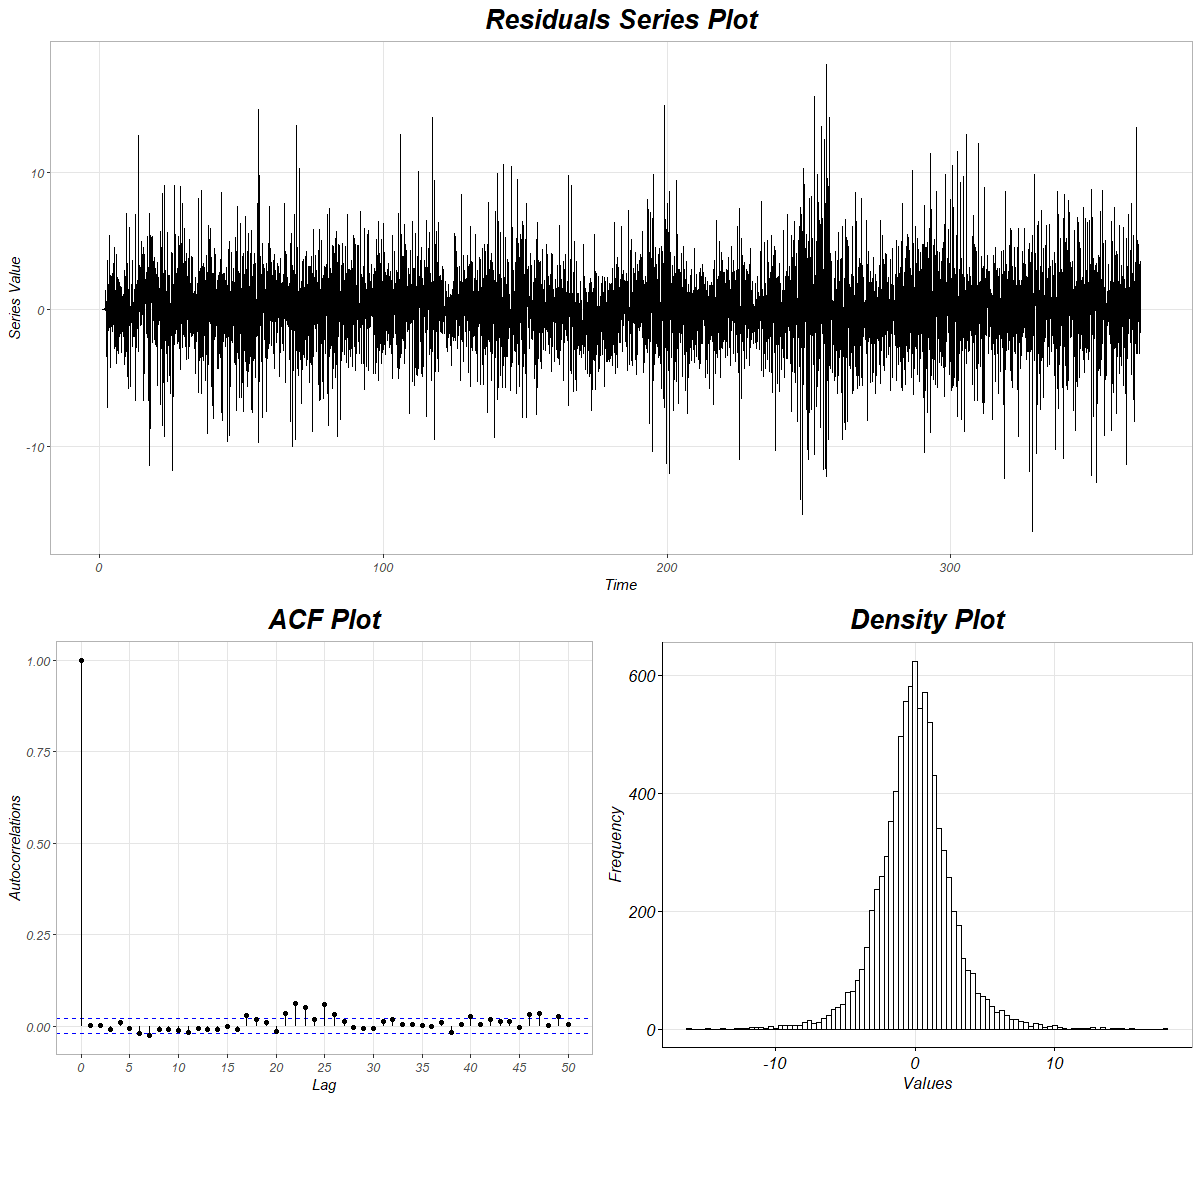 Residuals Series Plot
10
0
-10
Series Value
0 100 200 300
Time
ACF Plot
1.00
0.75
0.50
0.25
0.00
Autocorrelations
0 5 10 15 20 25 30 35 40 45 50
Lag
Density Plot
600
400
200
0
Frequency
-10 0 10
Values